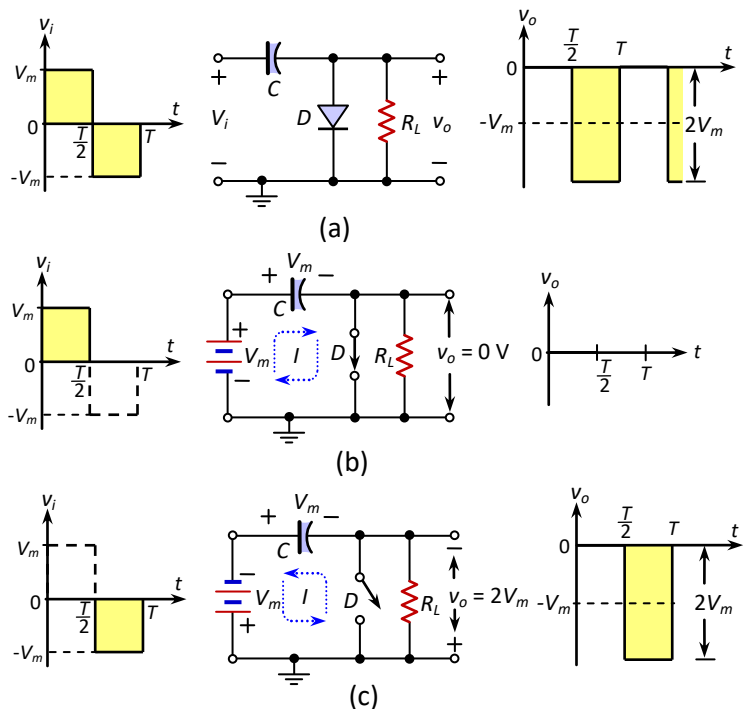 v_i
V_m
0
-V_m
T/2
T
t
+
V_i
−
C
D
R_L
+
v_o
−
v_o
0
T/2
T
t
-V_m
2V_m
(a)
v_i
V_m
0
-V_m
T/2
T
t
+ V_m −
C
+
V_m
−
I
D
R_L
v_o = 0 V
v_o
0
T/2
T
t
(b)
v_i
V_m
0
-V_m
T/2
T
t
+ V_m −
C
−
V_m
+
I
D
R_L
−
v_o = 2V_m
+
v_o
0
T/2
T
t
-V_m
2V_m
(c)